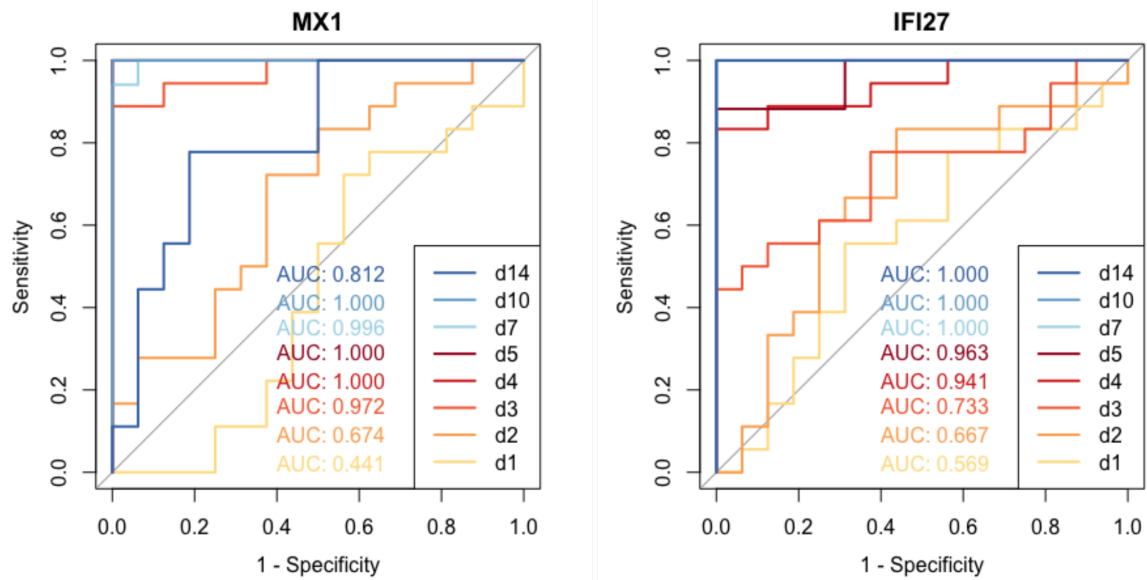 MX1
1.0
0.8
0.6
0.4
0.2
0.0
Sensitivity
AUC: 0.812
AUC: 1.000
AUC: 0.996
AUC: 1.000
AUC: 1.000
AUC: 0.972
AUC: 0.674
AUC: 0.441
d14
d10
d7
d5
d4
d3
d2
d1
0.0 0.2 0.4 0.6 0.8 1.0
1 - Specificity
IFI27
1.0
0.8
0.6
0.4
0.2
0.0
Sensitivity
AUC: 1.000
AUC: 1.000
AUC: 1.000
AUC: 0.963
AUC: 0.941
AUC: 0.733
AUC: 0.667
AUC: 0.569
d14
d10
d7
d5
d4
d3
d2
d1
0.0 0.2 0.4 0.6 0.8 1.0
1 - Specificity